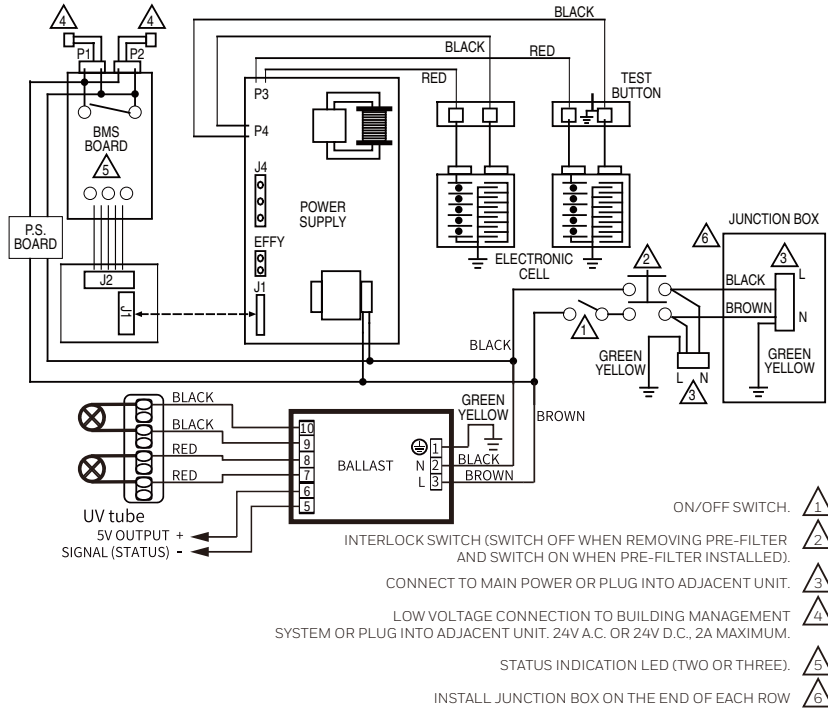 BLACK
4
4
BLACK
RED
P1
P2
RED
TEST
BUTTON
P3
BMS
BOARD
5
P4
J4
POWER
SUPPLY
JUNCTION BOX
6
P.S.
BOARD
EFFY
ELECTRONIC
CELL
2
3
L
BLACK
J2
J1
J1
BROWN
N
1
BLACK
GREEN
YELLOW
GREEN
YELLOW
L N
3
BLACK
GREEN
YELLOW
BROWN
BLACK
10
9
RED
8
BALLAST
1
N 2
BLACK
RED
7
L 3
BROWN
6
5
UV tube
5V OUTPUT +
SIGNAL (STATUS) -
ON/OFF SWITCH. 1
INTERLOCK SWITCH (SWITCH OFF WHEN REMOVING PRE-FILTER 2
AND SWITCH ON WHEN PRE-FILTER INSTALLED).
CONNECT TO MAIN POWER OR PLUG INTO ADJACENT UNIT. 3
LOW VOLTAGE CONNECTION TO BUILDING MANAGEMENT 4
SYSTEM OR PLUG INTO ADJACENT UNIT. 24V A.C. OR 24V D.C., 2A MAXIMUM.
STATUS INDICATION LED (TWO OR THREE). 5
INSTALL JUNCTION BOX ON THE END OF EACH ROW 6